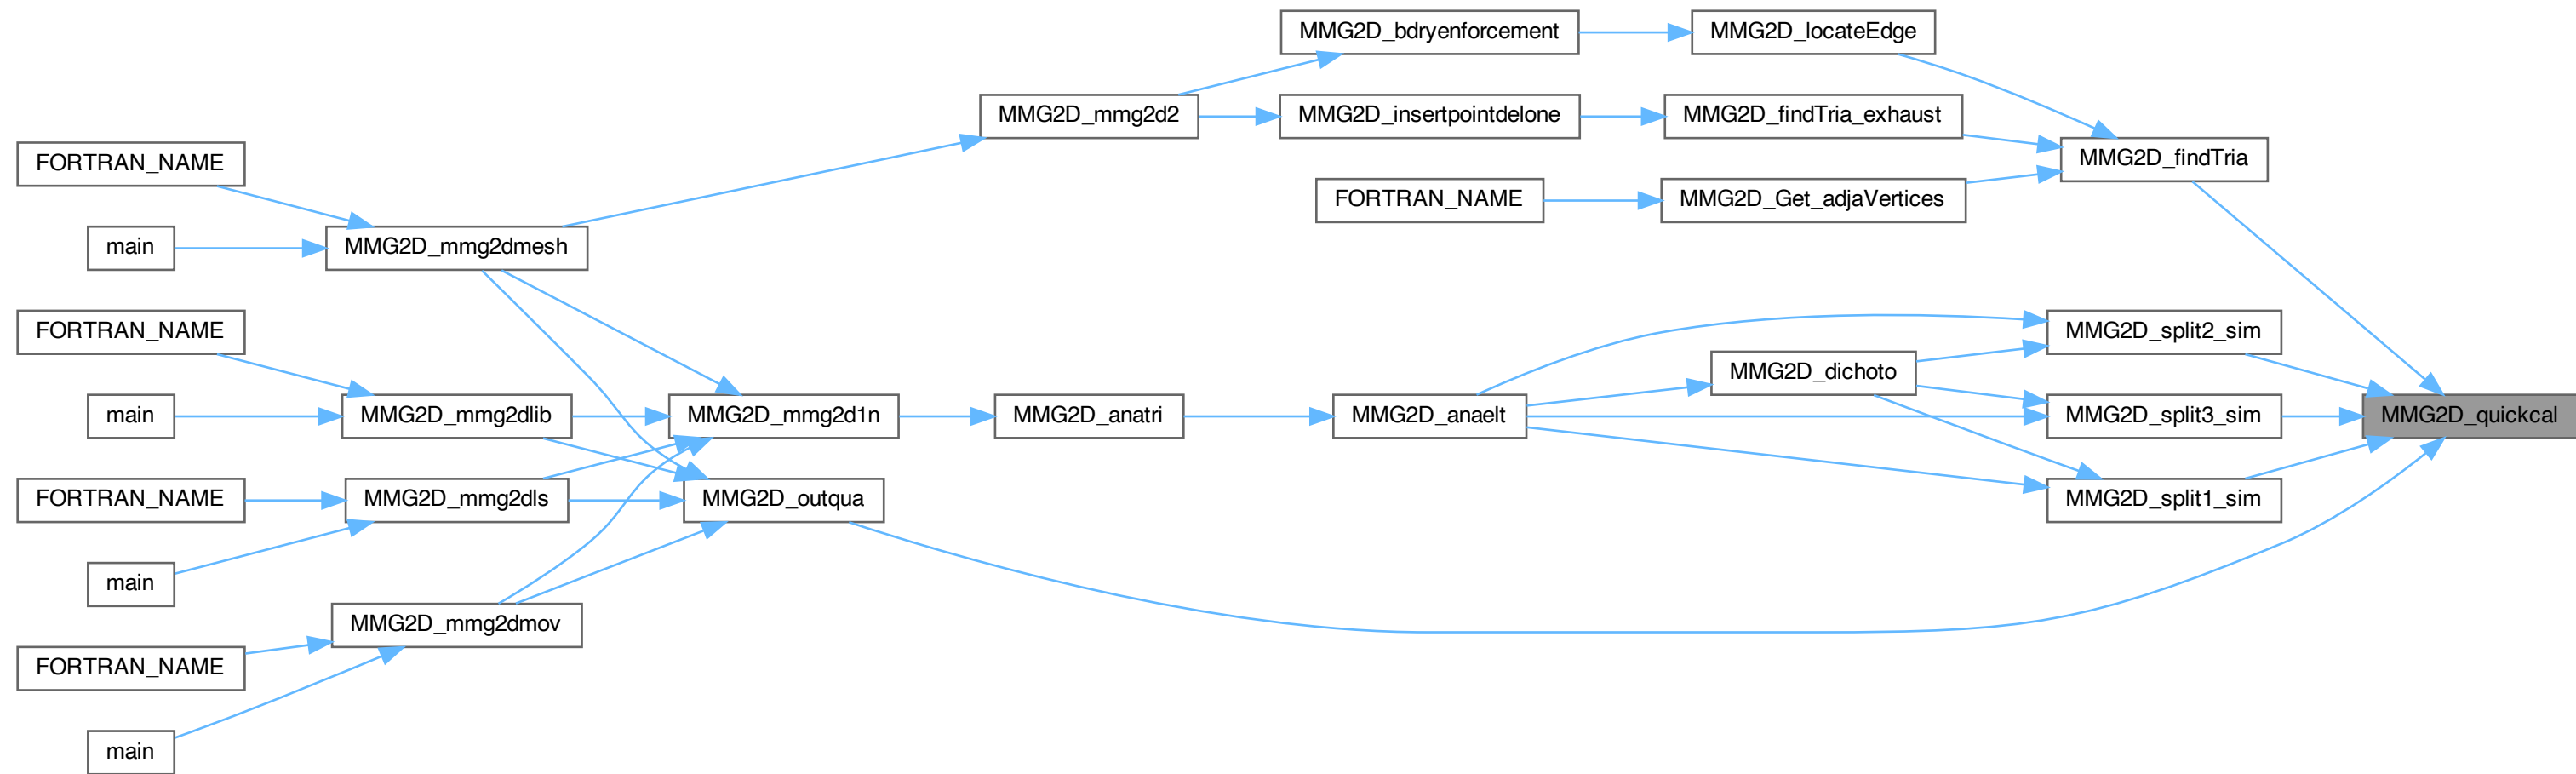 MMG2D_bdryenforcement
MMG2D_locateEdge
MMG2D_mmg2d2
MMG2D_insertpointdelone
MMG2D_findTria_exhaust
FORTRAN_NAME
MMG2D_findTria
FORTRAN_NAME
MMG2D_Get_adjaVertices
main
MMG2D_mmg2dmesh
FORTRAN_NAME
MMG2D_split2_sim
MMG2D_dichoto
main
MMG2D_mmg2dlib
MMG2D_mmg2d1n
MMG2D_anatri
MMG2D_anaelt
MMG2D_split3_sim
MMG2D_quickcal
FORTRAN_NAME
MMG2D_mmg2dls
MMG2D_outqua
MMG2D_split1_sim
main
MMG2D_mmg2dmov
FORTRAN_NAME
main